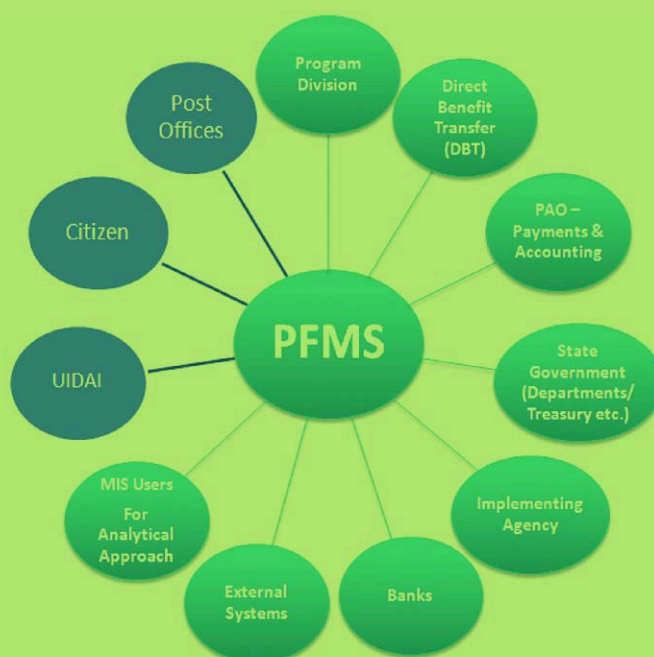 Program
Division
Post
Offices
Direct
Benefit
Transfer
(DBT)
Citizen
PAO –
Payments &
Accounting
PFMS
UIDAI
State
Government
(Departments/
Treasury etc.)
MIS Users
For
Analytical
Approach
Implementing
Agency
External
Systems
Banks